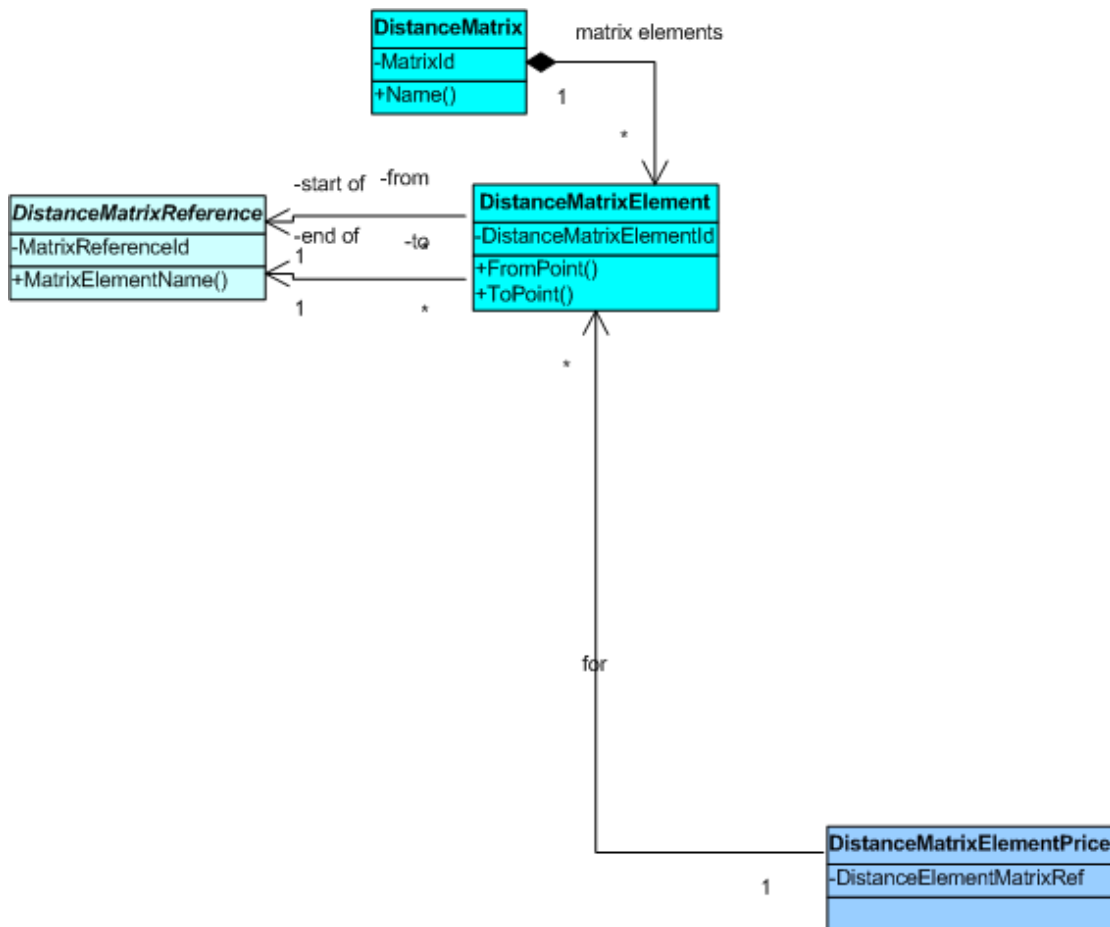 DistanceMatrix
matrix elements
-MatrixId
+Name()
1
*
-start of
-from
DistanceMatrixReference
DistanceMatrixElement
-MatrixReferenceId
-end of
-to
*
-DistanceMatrixElementId
1
+MatrixElementName()
+FromPoint()
+ToPoint()
1
*
*
for
DistanceMatrixElementPrice
-DistanceElementMatrixRef
1